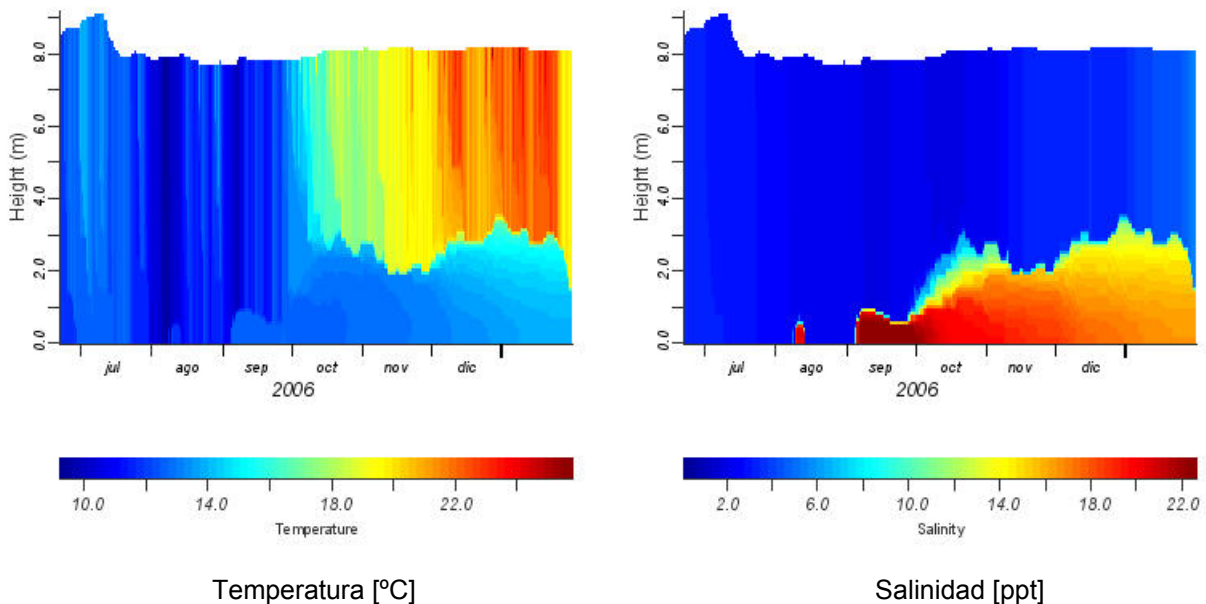 Height (m)
8.0
6.0
4.0
2.0
0.0
jul ago sep oct nov dic
2006
10.0 14.0 18.0 22.0
Temperature
Temperatura [ºC]
Height (m)
8.0
6.0
4.0
2.0
0.0
jul ago sep oct nov dic
2006
2.0 6.0 10.0 14.0 18.0 22.0
Salinity
Salinidad [ppt]